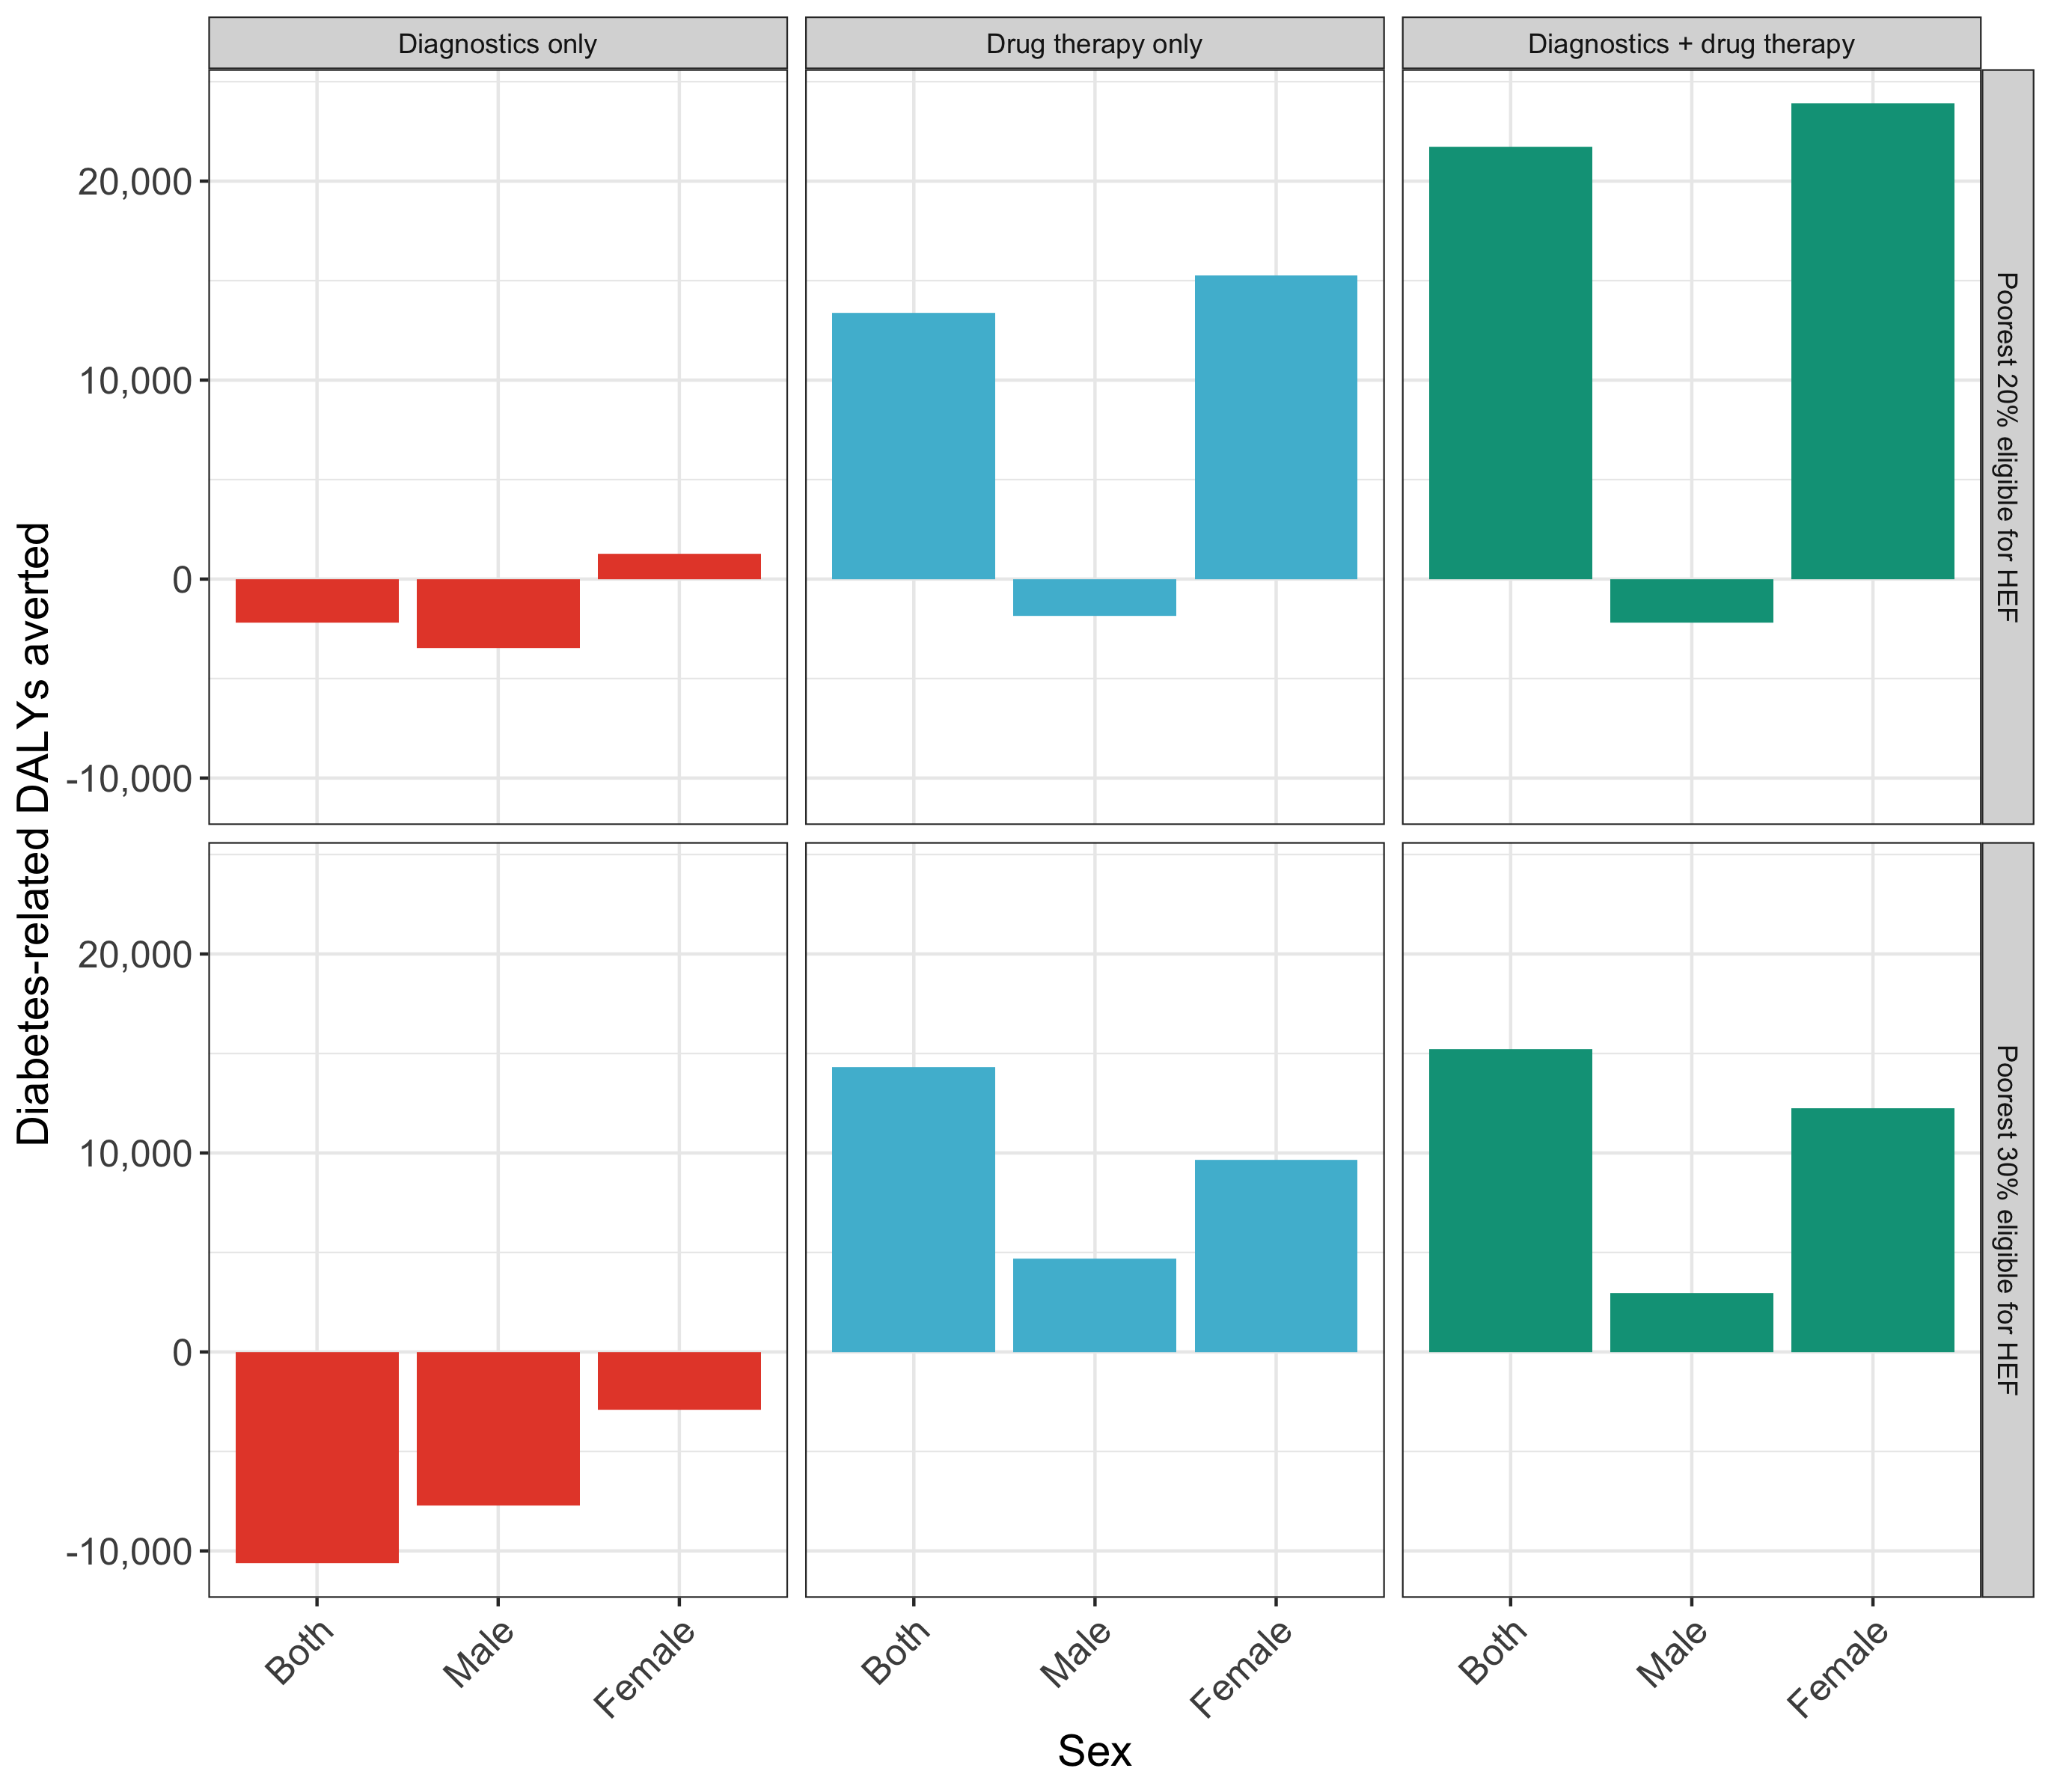 Diagnostics only
Drug therapy only
Diagnostics + drug therapy
Diabetes-related DALYs averted
20,000
10,000
0
-10,000
Poorest 20% eligible for HEF
20,000
10,000
0
-10,000
Poorest 30% eligible for HEF
Both
Male
Female
Both
Male
Female
Both
Male
Female
Sex